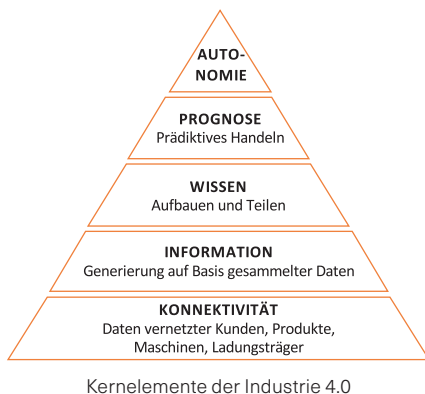 AUTO-
NOMIE
PROGNOSE
Prädiktives Handeln
WISSEN
Aufbauen und Teilen
INFORMATION
Generierung auf Basis gesammelter Daten
KONNEKTIVITÄT
Daten vernetzter Kunden, Produkte,
Maschinen, Ladungsträger
Kernelemente der Industrie 4.0